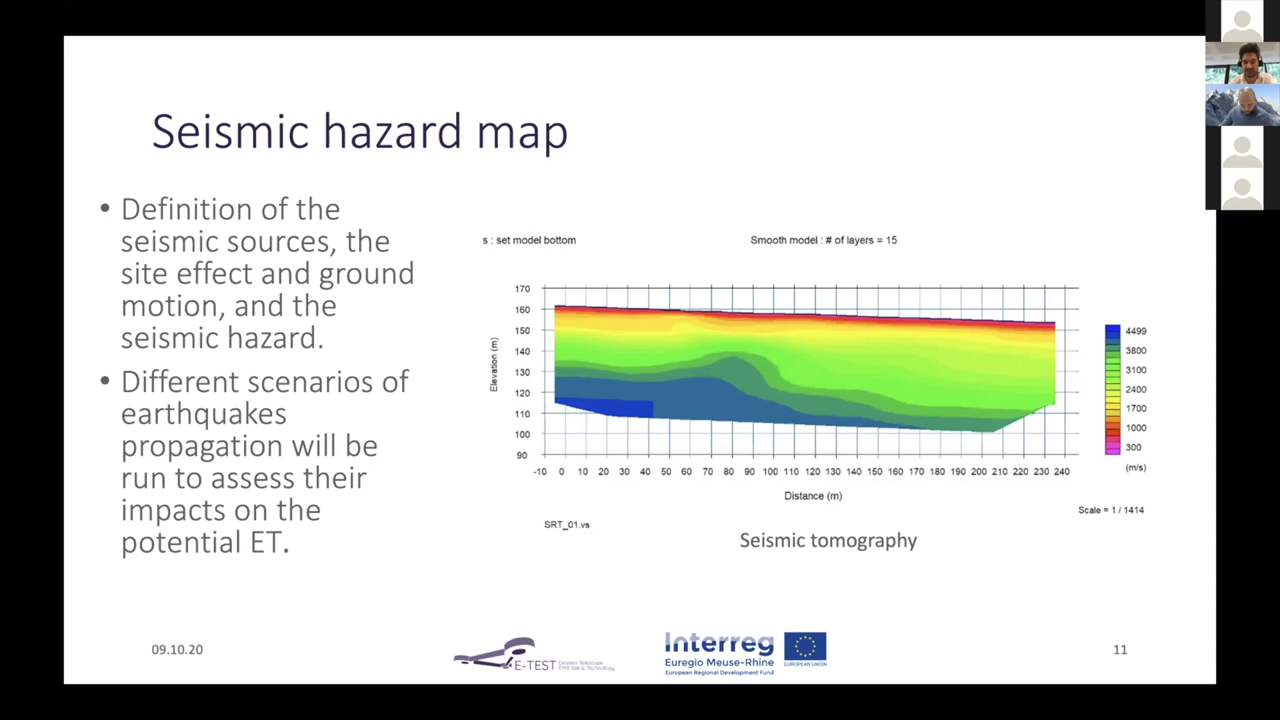 Seismic hazard map
• Definition of the
seismic sources, the
site effect and ground
motion, and the
seismic hazard.
• Different scenarios of
earthquakes
propagation will be
run to assess their
impacts on the
potential ET.
s : set model bottom
Smooth model : # of layers = 15
170
160
150
140
130
120
110
100
90
Elevation (m)
-10 0 10 20 30 40 50 60 70 80 90 100 110 120 130 140 150 160 170 180 190 200 210 220 230 240
Distance (m)
4499
3800
3100
2400
1700
1000
300
(m/s)
Scale = 1 / 1414
SRT_01.vs
Seismic tomography
09.10.20
E-TEST
Einstein Telescope
EMR Site & Technology
Interreg
Euregio Meuse-Rhine
European Regional Development Fund
EUROPEAN UNION
11